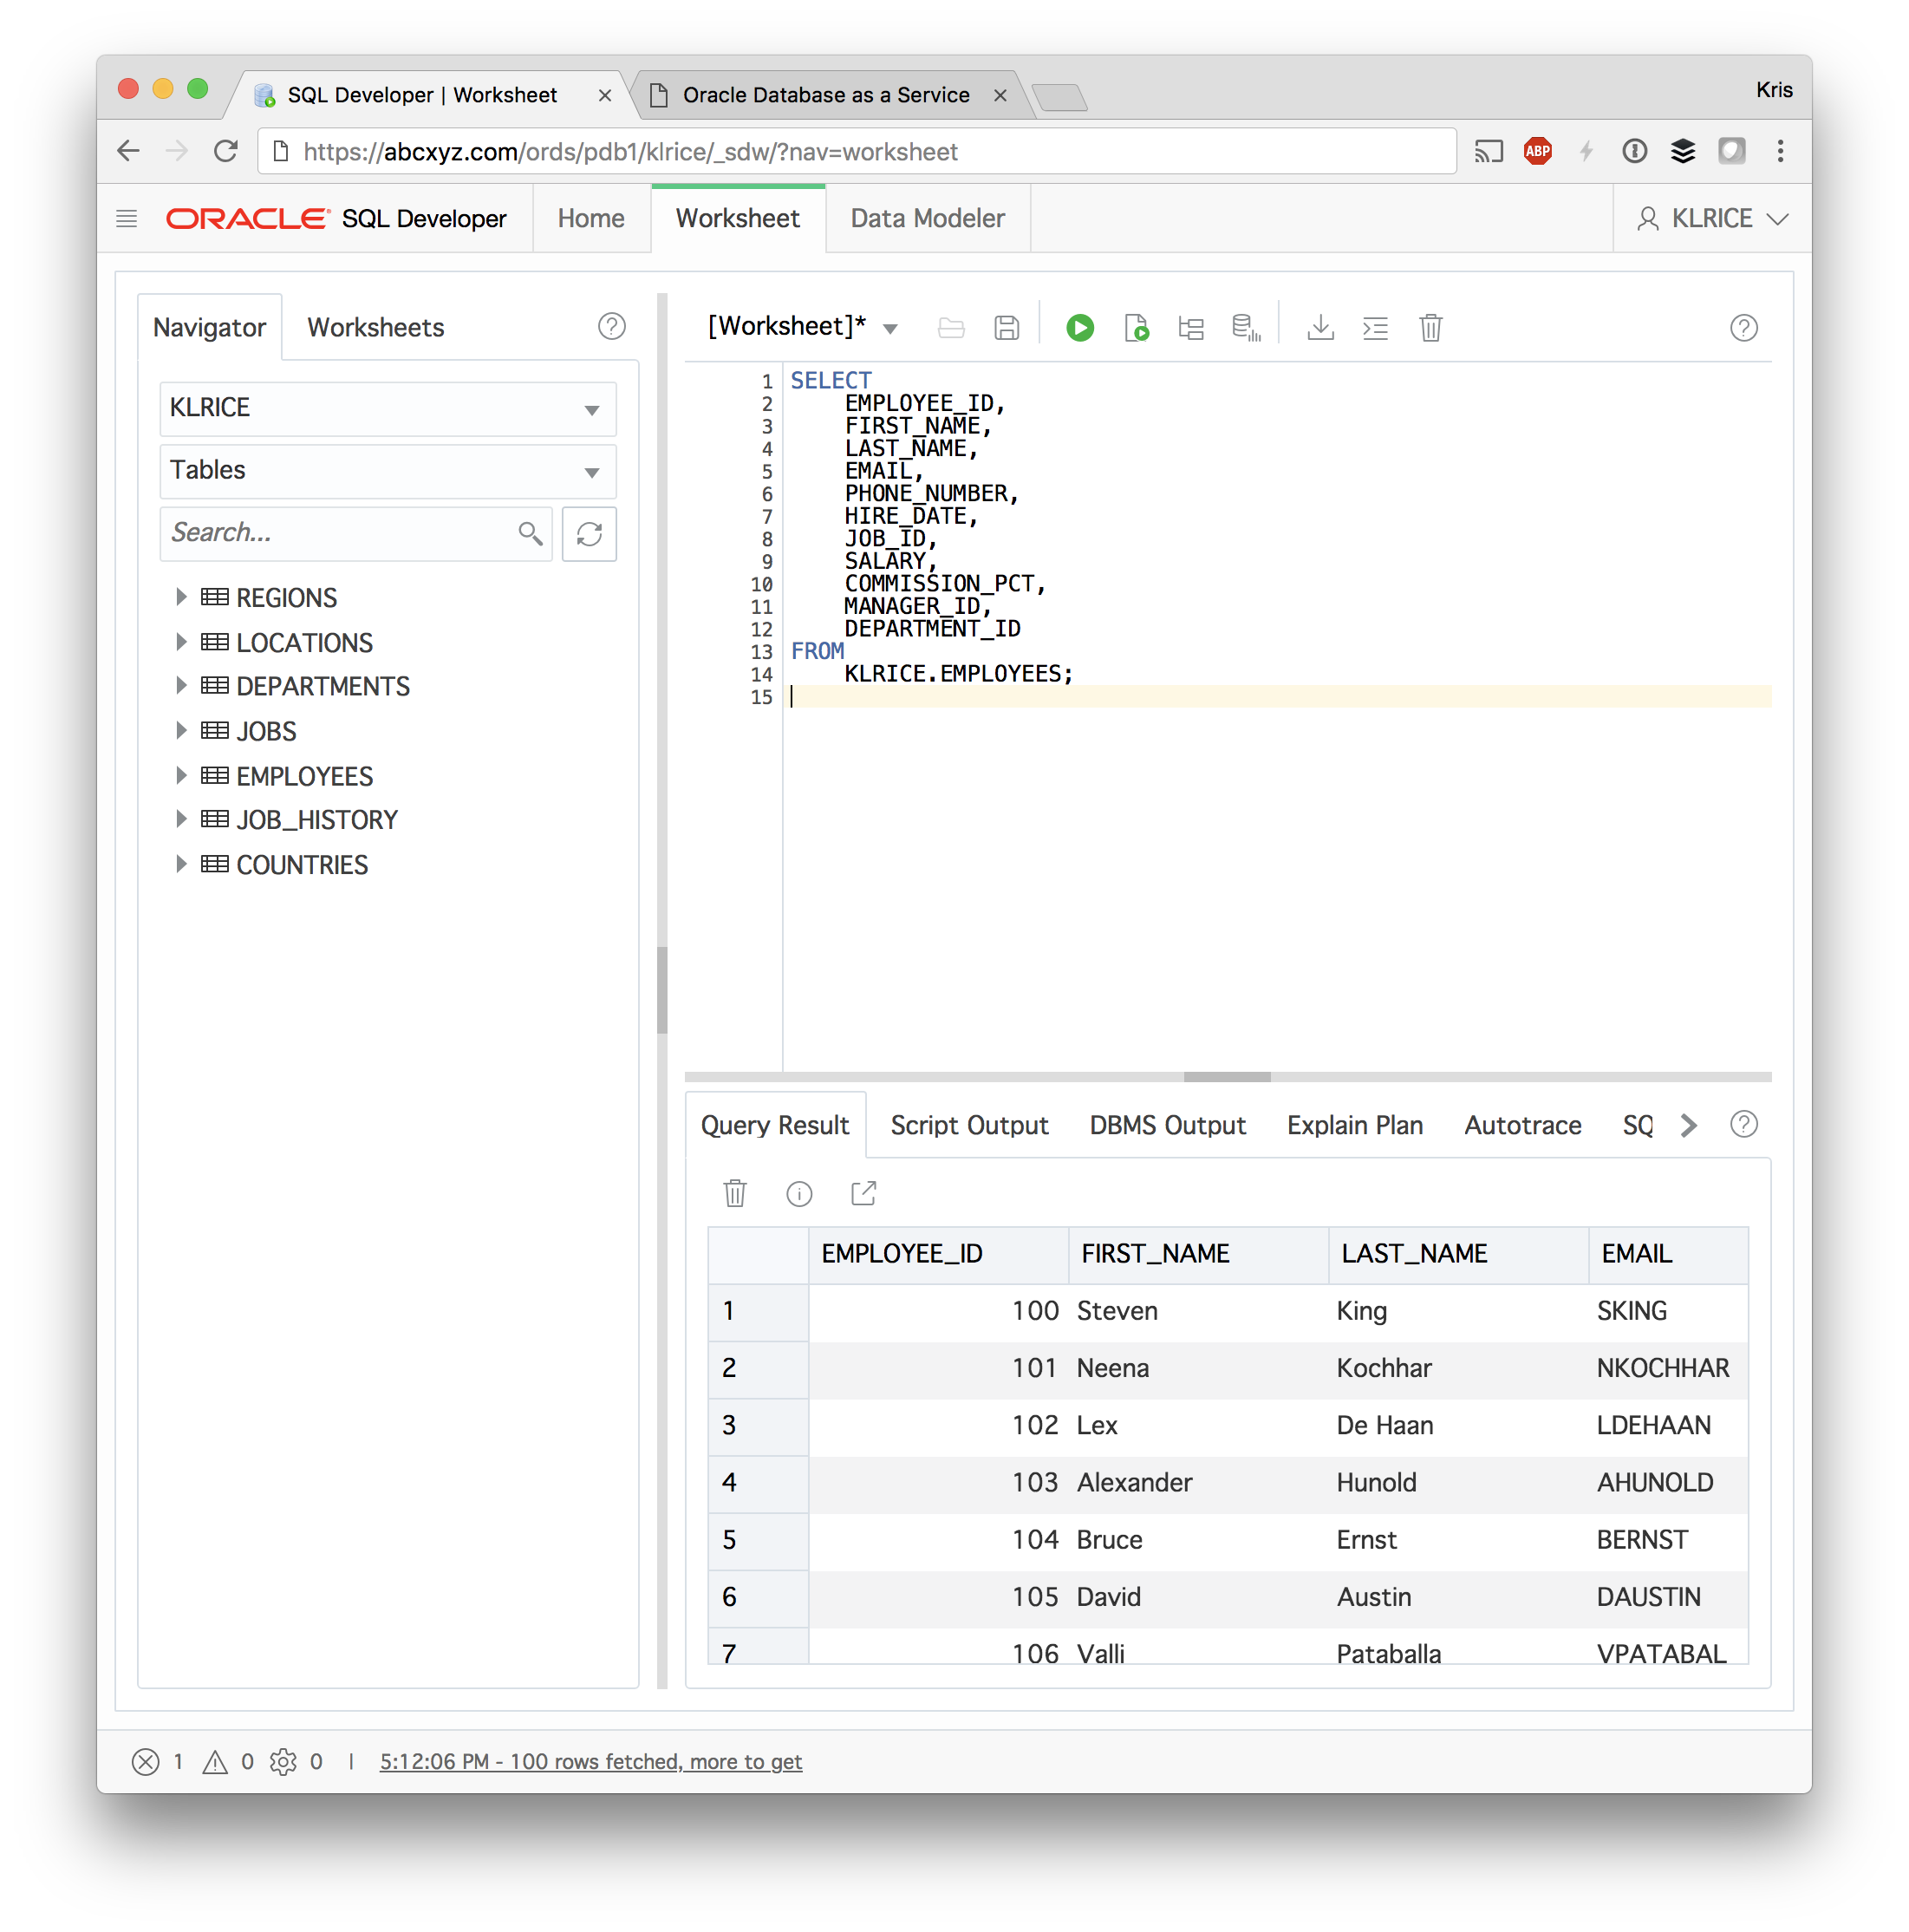 SQL Developer | Worksheet
Oracle Database as a Service
Kris
https://abcxyz.com/ords/pdb1/klrice/_sdw/?nav=worksheet
ABP
ORACLE SQL Developer
Home
Worksheet
Data Modeler
KLRICE
Navigator
Worksheets
KLRICE
Tables
Search...
REGIONS
LOCATIONS
DEPARTMENTS
JOBS
EMPLOYEES
JOB_HISTORY
COUNTRIES
[Worksheet]*
1 SELECT
2 EMPLOYEE_ID,
3 FIRST_NAME,
4 LAST_NAME,
5 EMAIL,
6 PHONE_NUMBER,
7 HIRE_DATE,
8 JOB_ID,
9 SALARY,
10 COMMISSION_PCT,
11 MANAGER_ID,
12 DEPARTMENT_ID
13 FROM
14 KLRICE.EMPLOYEES;
15
Query Result
Script Output
DBMS Output
Explain Plan
Autotrace
SQ
EMPLOYEE_ID FIRST_NAME LAST_NAME EMAIL
1 100 Steven King SKING
2 101 Neena Kochhar NKOCHHAR
3 102 Lex De Haan LDEHAAN
4 103 Alexander Hunold AHUNOLD
5 104 Bruce Ernst BERNST
6 105 David Austin DAUSTIN
7 106 Valli Pataballa VPATABAL
1 0 0 | 5:12:06 PM - 100 rows fetched, more to get